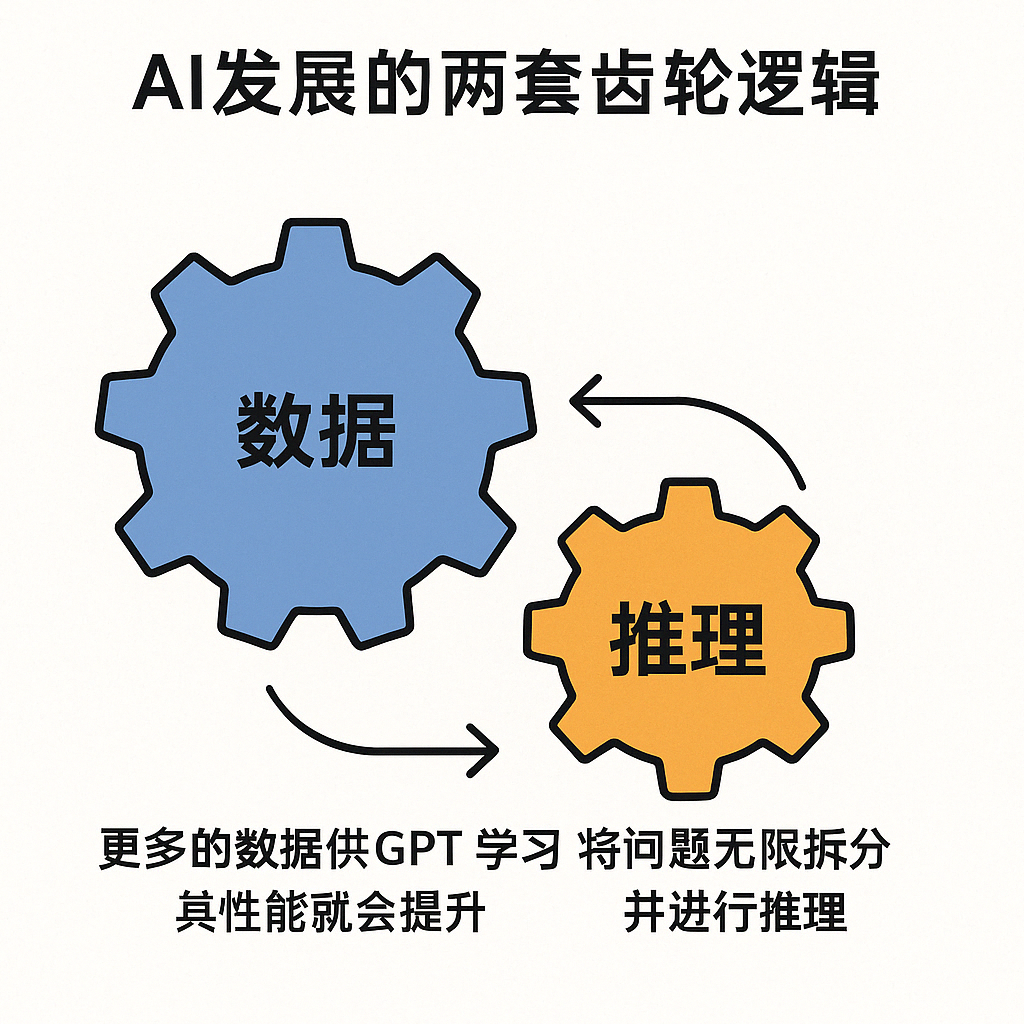 AI发展的两套齿轮逻辑
数据
推理
更多的数据供GPT 学习
其性能就会提升
将问题无限拆分
并进行推理